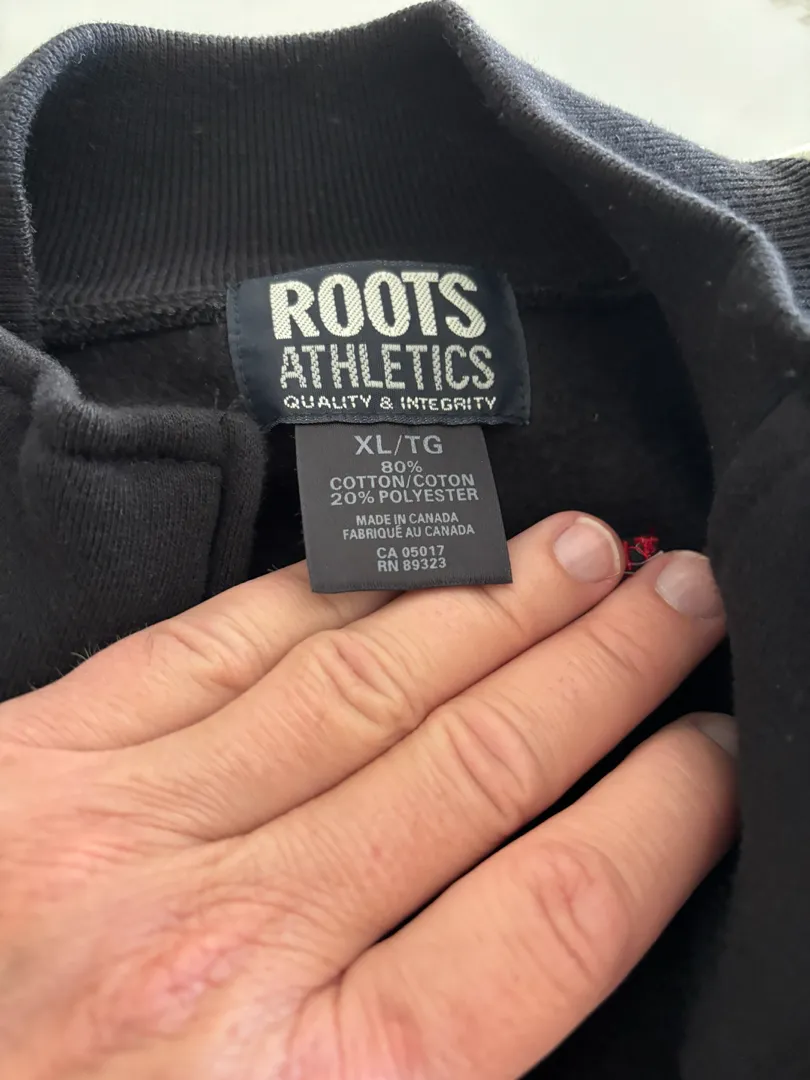 ROOTS
ATHLETICS
QUALITY & INTEGRITY
XL/TG
80%
COTTON/COTON
20% POLYESTER
MADE IN CANADA
FABRIQUÉ AU CANADA
CA 05017
RN 89323